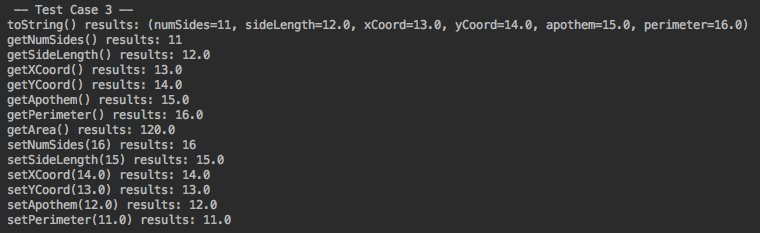 -- Test Case 3 --
toString() results: (numSides=11, sideLength=12.0, xCoord=13.0, yCoord=14.0, apothem=15.0, perimeter=16.0)
getNumSides() results: 11
getSideLength() results: 12.0
getXCoord() results: 13.0
getYCoord() results: 14.0
getApothem() results: 15.0
getPerimeter() results: 16.0
getArea() results: 120.0
setNumSides(16) results: 16
setSideLength(15) results: 15.0
setXCoord(14.0) results: 14.0
setYCoord(13.0) results: 13.0
setApothem(12.0) results: 12.0
setPerimeter(11.0) results: 11.0